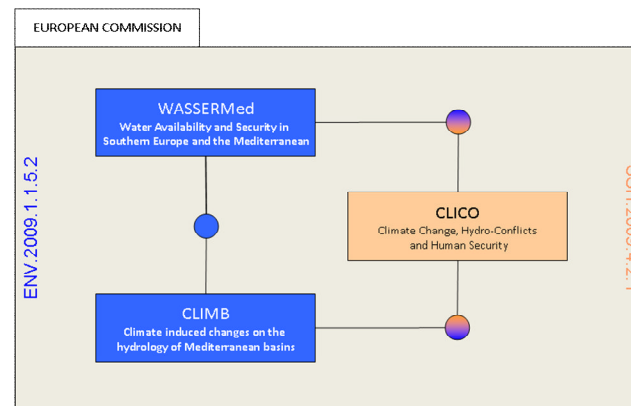 EUROPEAN COMMISSION
WASSERMed
Water Availability and Security in
Southern Europe and the Mediterranean
ENV.2009.1.1.5.2
CLICO
Climate Change, Hydro-Conflicts
and Human Security
CLIMB
Climate induced changes on the
hydrology of Mediterranean basins